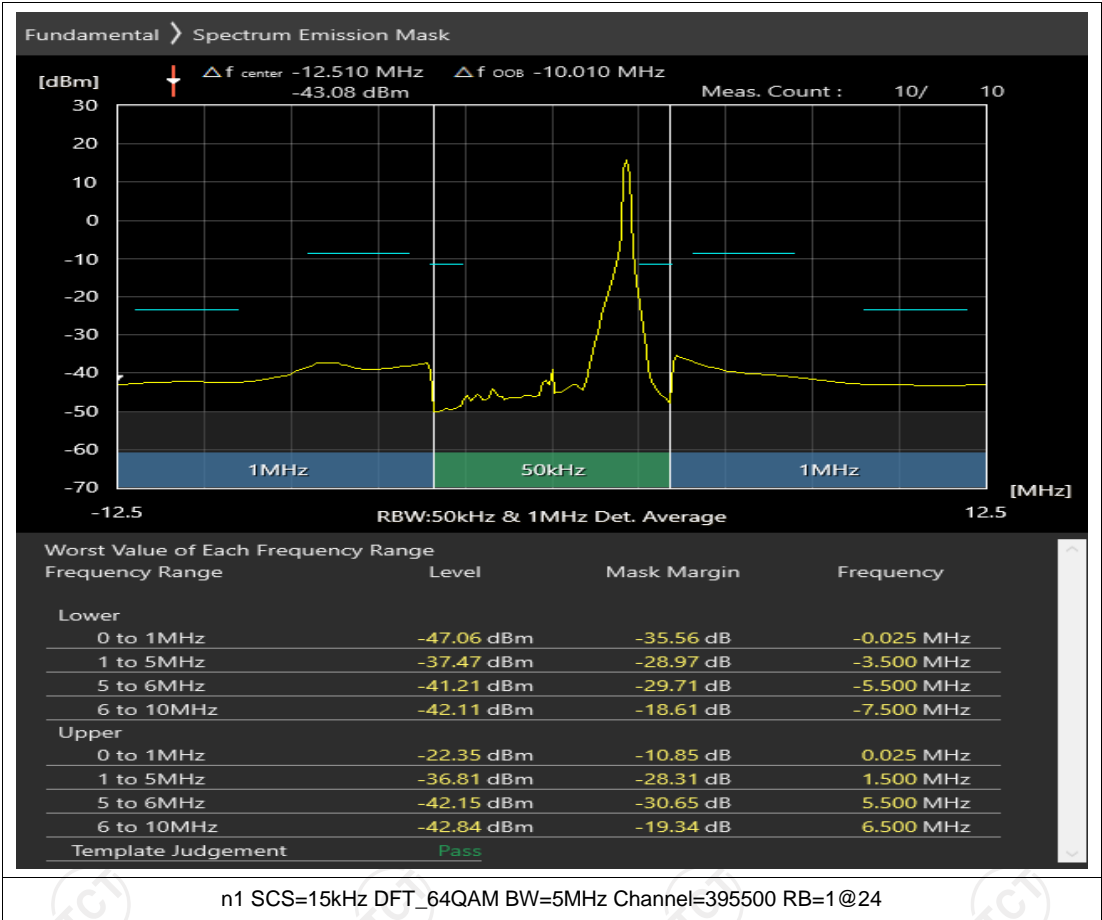 Fundamental 〉 Spectrum Emission Mask
[dBm] Δ f center -12.510 MHz Δ f OOB -10.010 MHz
-43.08 dBm Meas. Count : 10/ 10
30
20
10
0
-10
-20
-30
-40
-50
-60
1MHz 50kHz 1MHz
-70
[MHz]
-12.5 RBW:50kHz & 1MHz Det. Average 12.5
Worst Value of Each Frequency Range
Frequency Range Level Mask Margin Frequency
Lower
0 to 1MHz -47.06 dBm -35.56 dB -0.025 MHz
1 to 5MHz -37.47 dBm -28.97 dB -3.500 MHz
5 to 6MHz -41.21 dBm -29.71 dB -5.500 MHz
6 to 10MHz -42.11 dBm -18.61 dB -7.500 MHz
Upper
0 to 1MHz -22.35 dBm -10.85 dB 0.025 MHz
1 to 5MHz -36.81 dBm -28.31 dB 1.500 MHz
5 to 6MHz -42.15 dBm -30.65 dB 5.500 MHz
6 to 10MHz -42.84 dBm -19.34 dB 6.500 MHz
Template Judgement Pass
n1 SCS=15kHz DFT_64QAM BW=5MHz Channel=395500 RB=1@24
TCT TCT TCT TCT